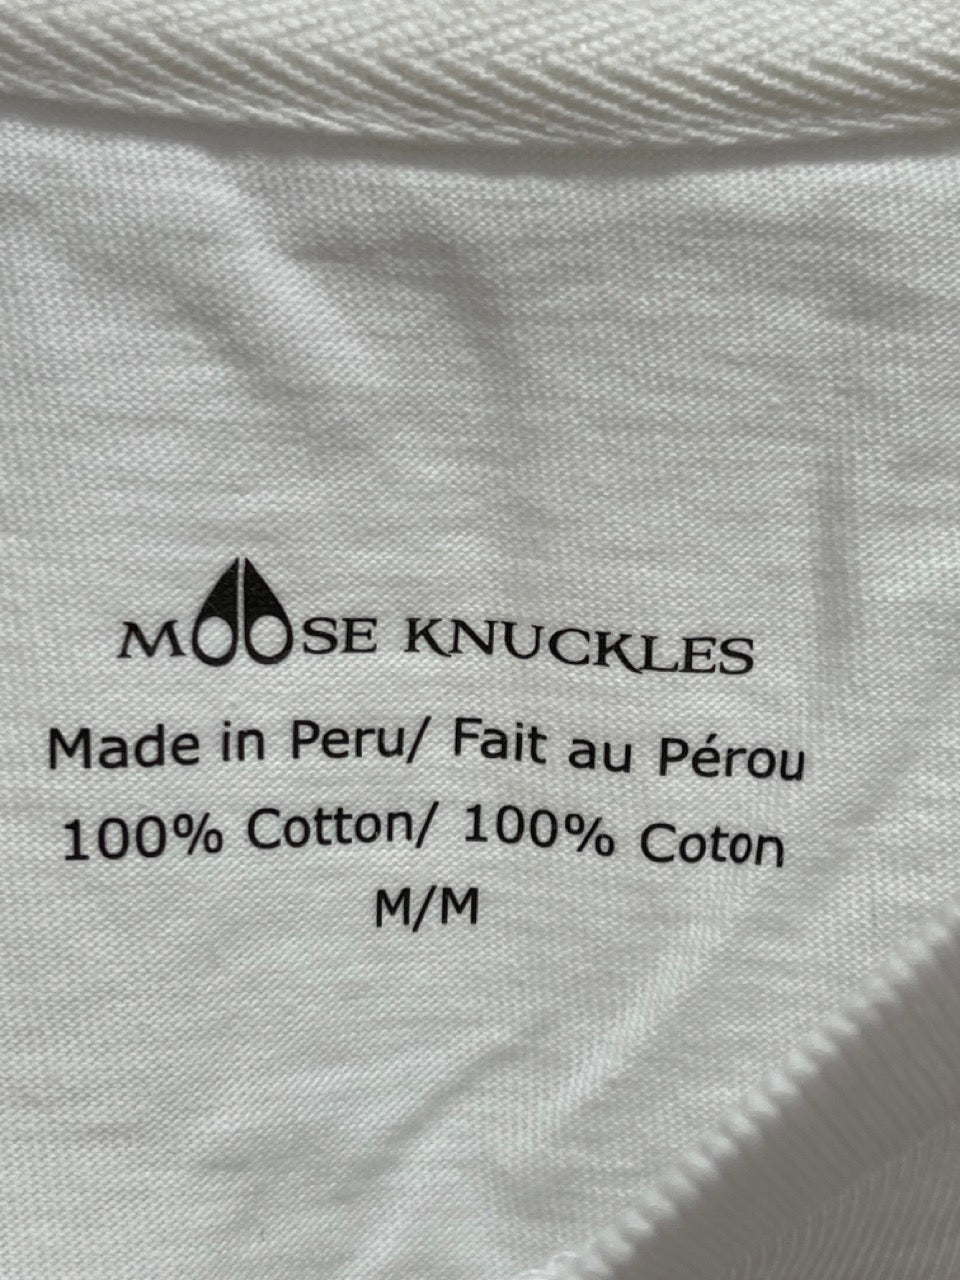 MOOSE KNUCKLES
Made in Peru/ Fait au Pérou
100% Cotton/ 100% Coton
M/M